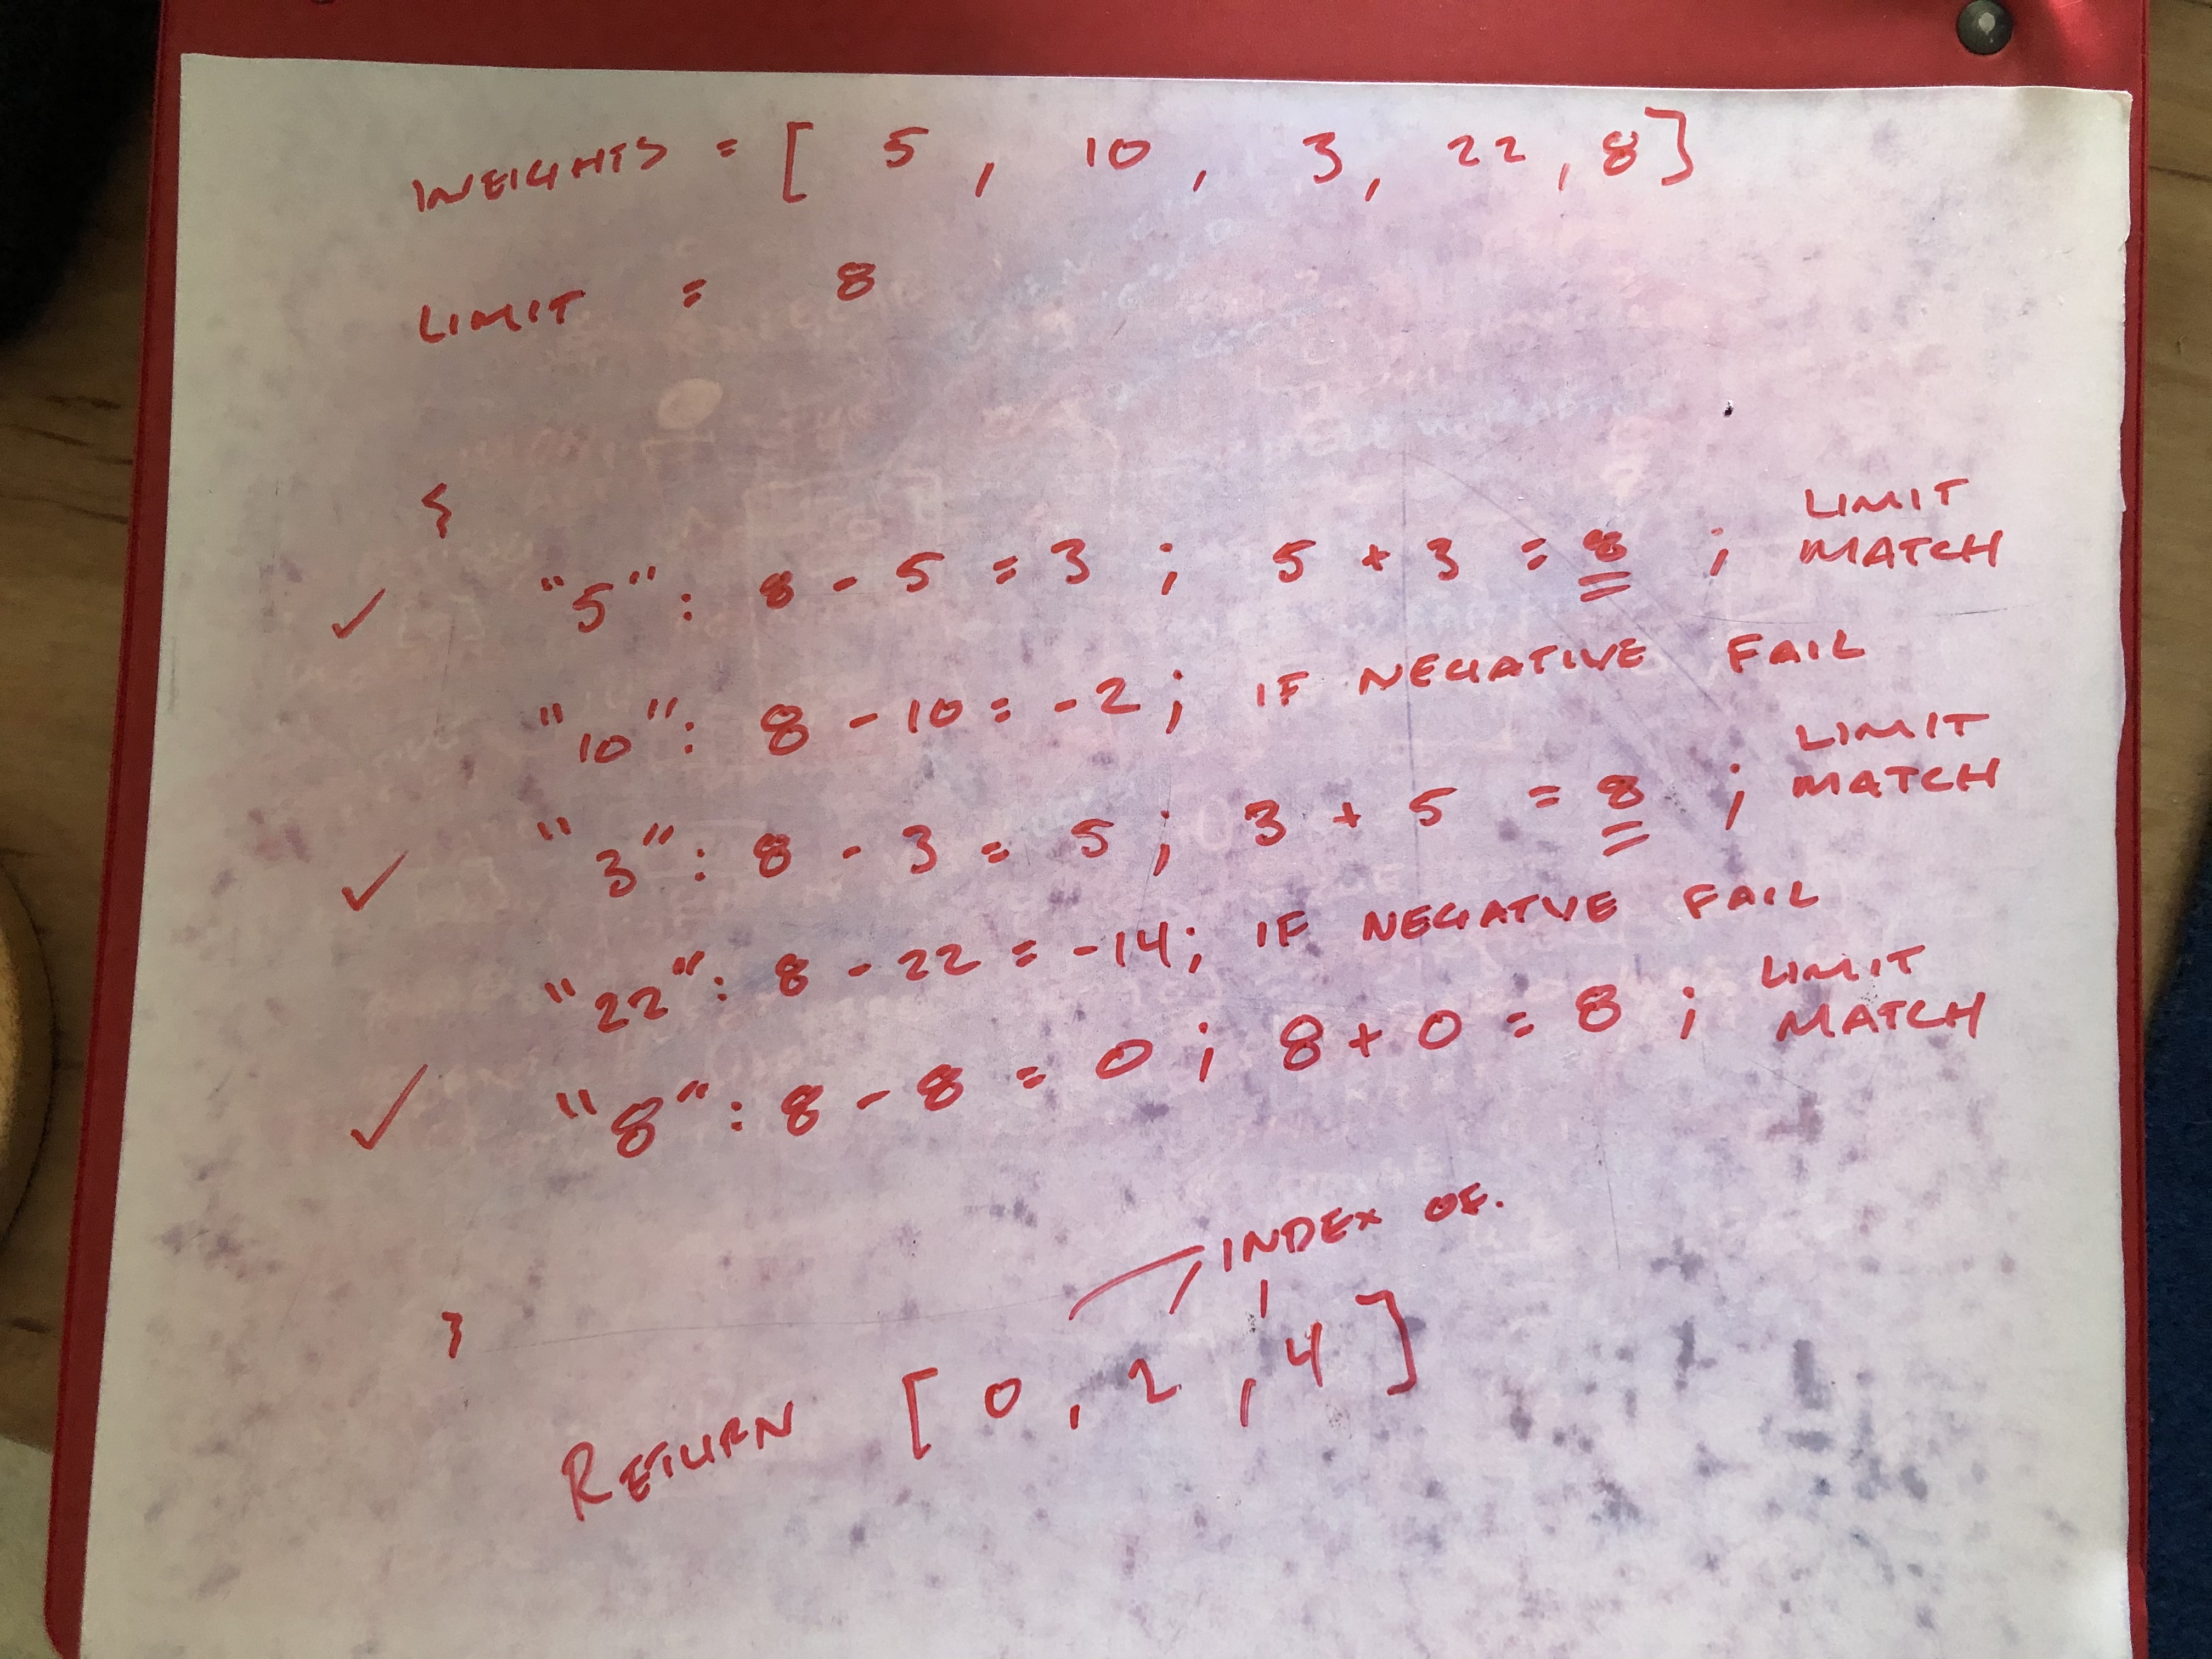 WEIGHTS = [ 5 , 10 , 3 , 22 , 8 ]
LIMIT = 8
{
✓ "5" : 8 - 5 = 3 ; 5 + 3 = 8 ; LIMIT MATCH
"10" : 8 - 10 = -2 ; IF NEGATIVE FAIL
✓ "3" : 8 - 3 = 5 ; 3 + 5 = 8 ; LIMIT MATCH
"22" : 8 - 22 = -14 ; IF NEGATVE FAIL
✓ "8" : 8 - 8 = 0 ; 8 + 0 = 8 ; LIMIT MATCH
INDEX OF.
}
RETURN [ 0 , 2 , 4 ]